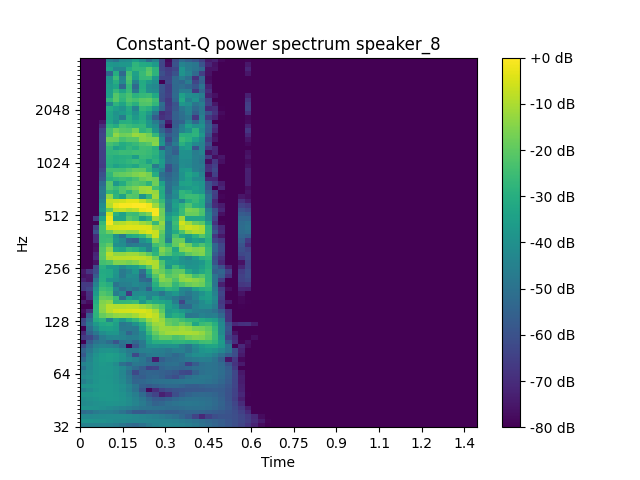 Constant-Q power spectrum speaker_8
Hz
2048
1024
512
256
128
64
32
0 0.15 0.3 0.45 0.6 0.75 0.9 1.1 1.2 1.4
Time
+0 dB
-10 dB
-20 dB
-30 dB
-40 dB
-50 dB
-60 dB
-70 dB
-80 dB